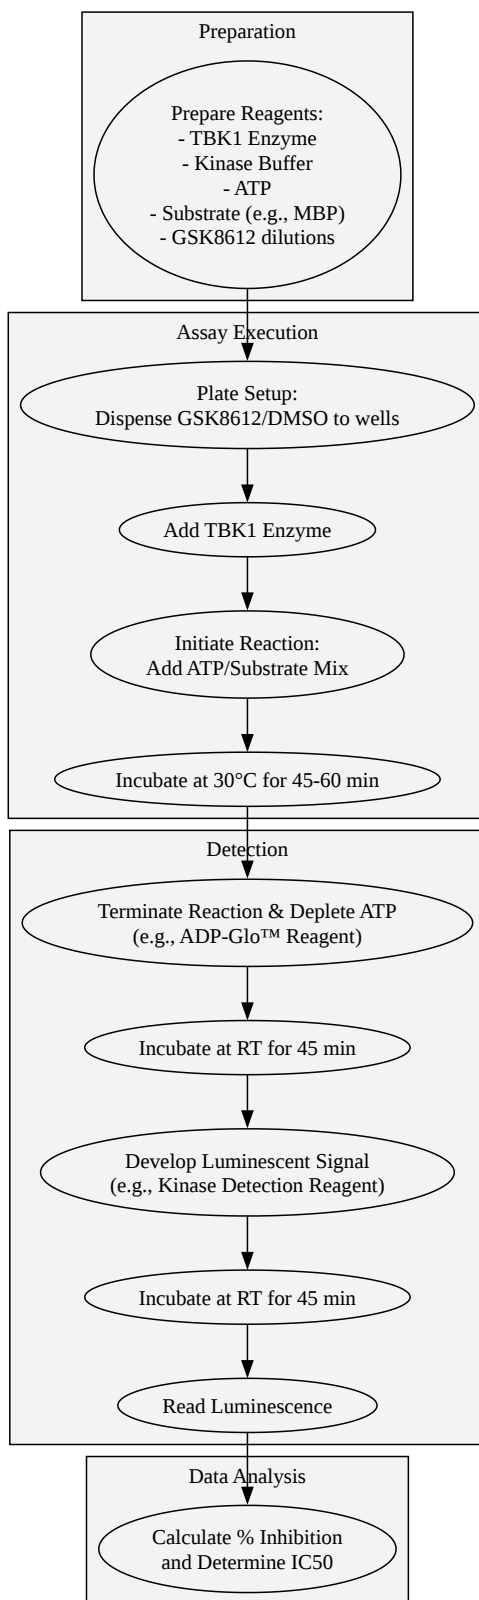 Preparation
Prepare Reagents:
- TBK1 Enzyme
- Kinase Buffer
- ATP
- Substrate (e.g., MBP)
- GSK8612 dilutions
Assay Execution
Plate Setup:
Dispense GSK8612/DMSO to wells
Add TBK1 Enzyme
Initiate Reaction:
Add ATP/Substrate Mix
Incubate at 30°C for 45-60 min
Detection
Terminate Reaction & Deplete ATP
(e.g., ADP-Glo™ Reagent)
Incubate at RT for 45 min
Develop Luminescent Signal
(e.g., Kinase Detection Reagent)
Incubate at RT for 45 min
Read Luminescence
Data Analysis
Calculate % Inhibition
and Determine IC50